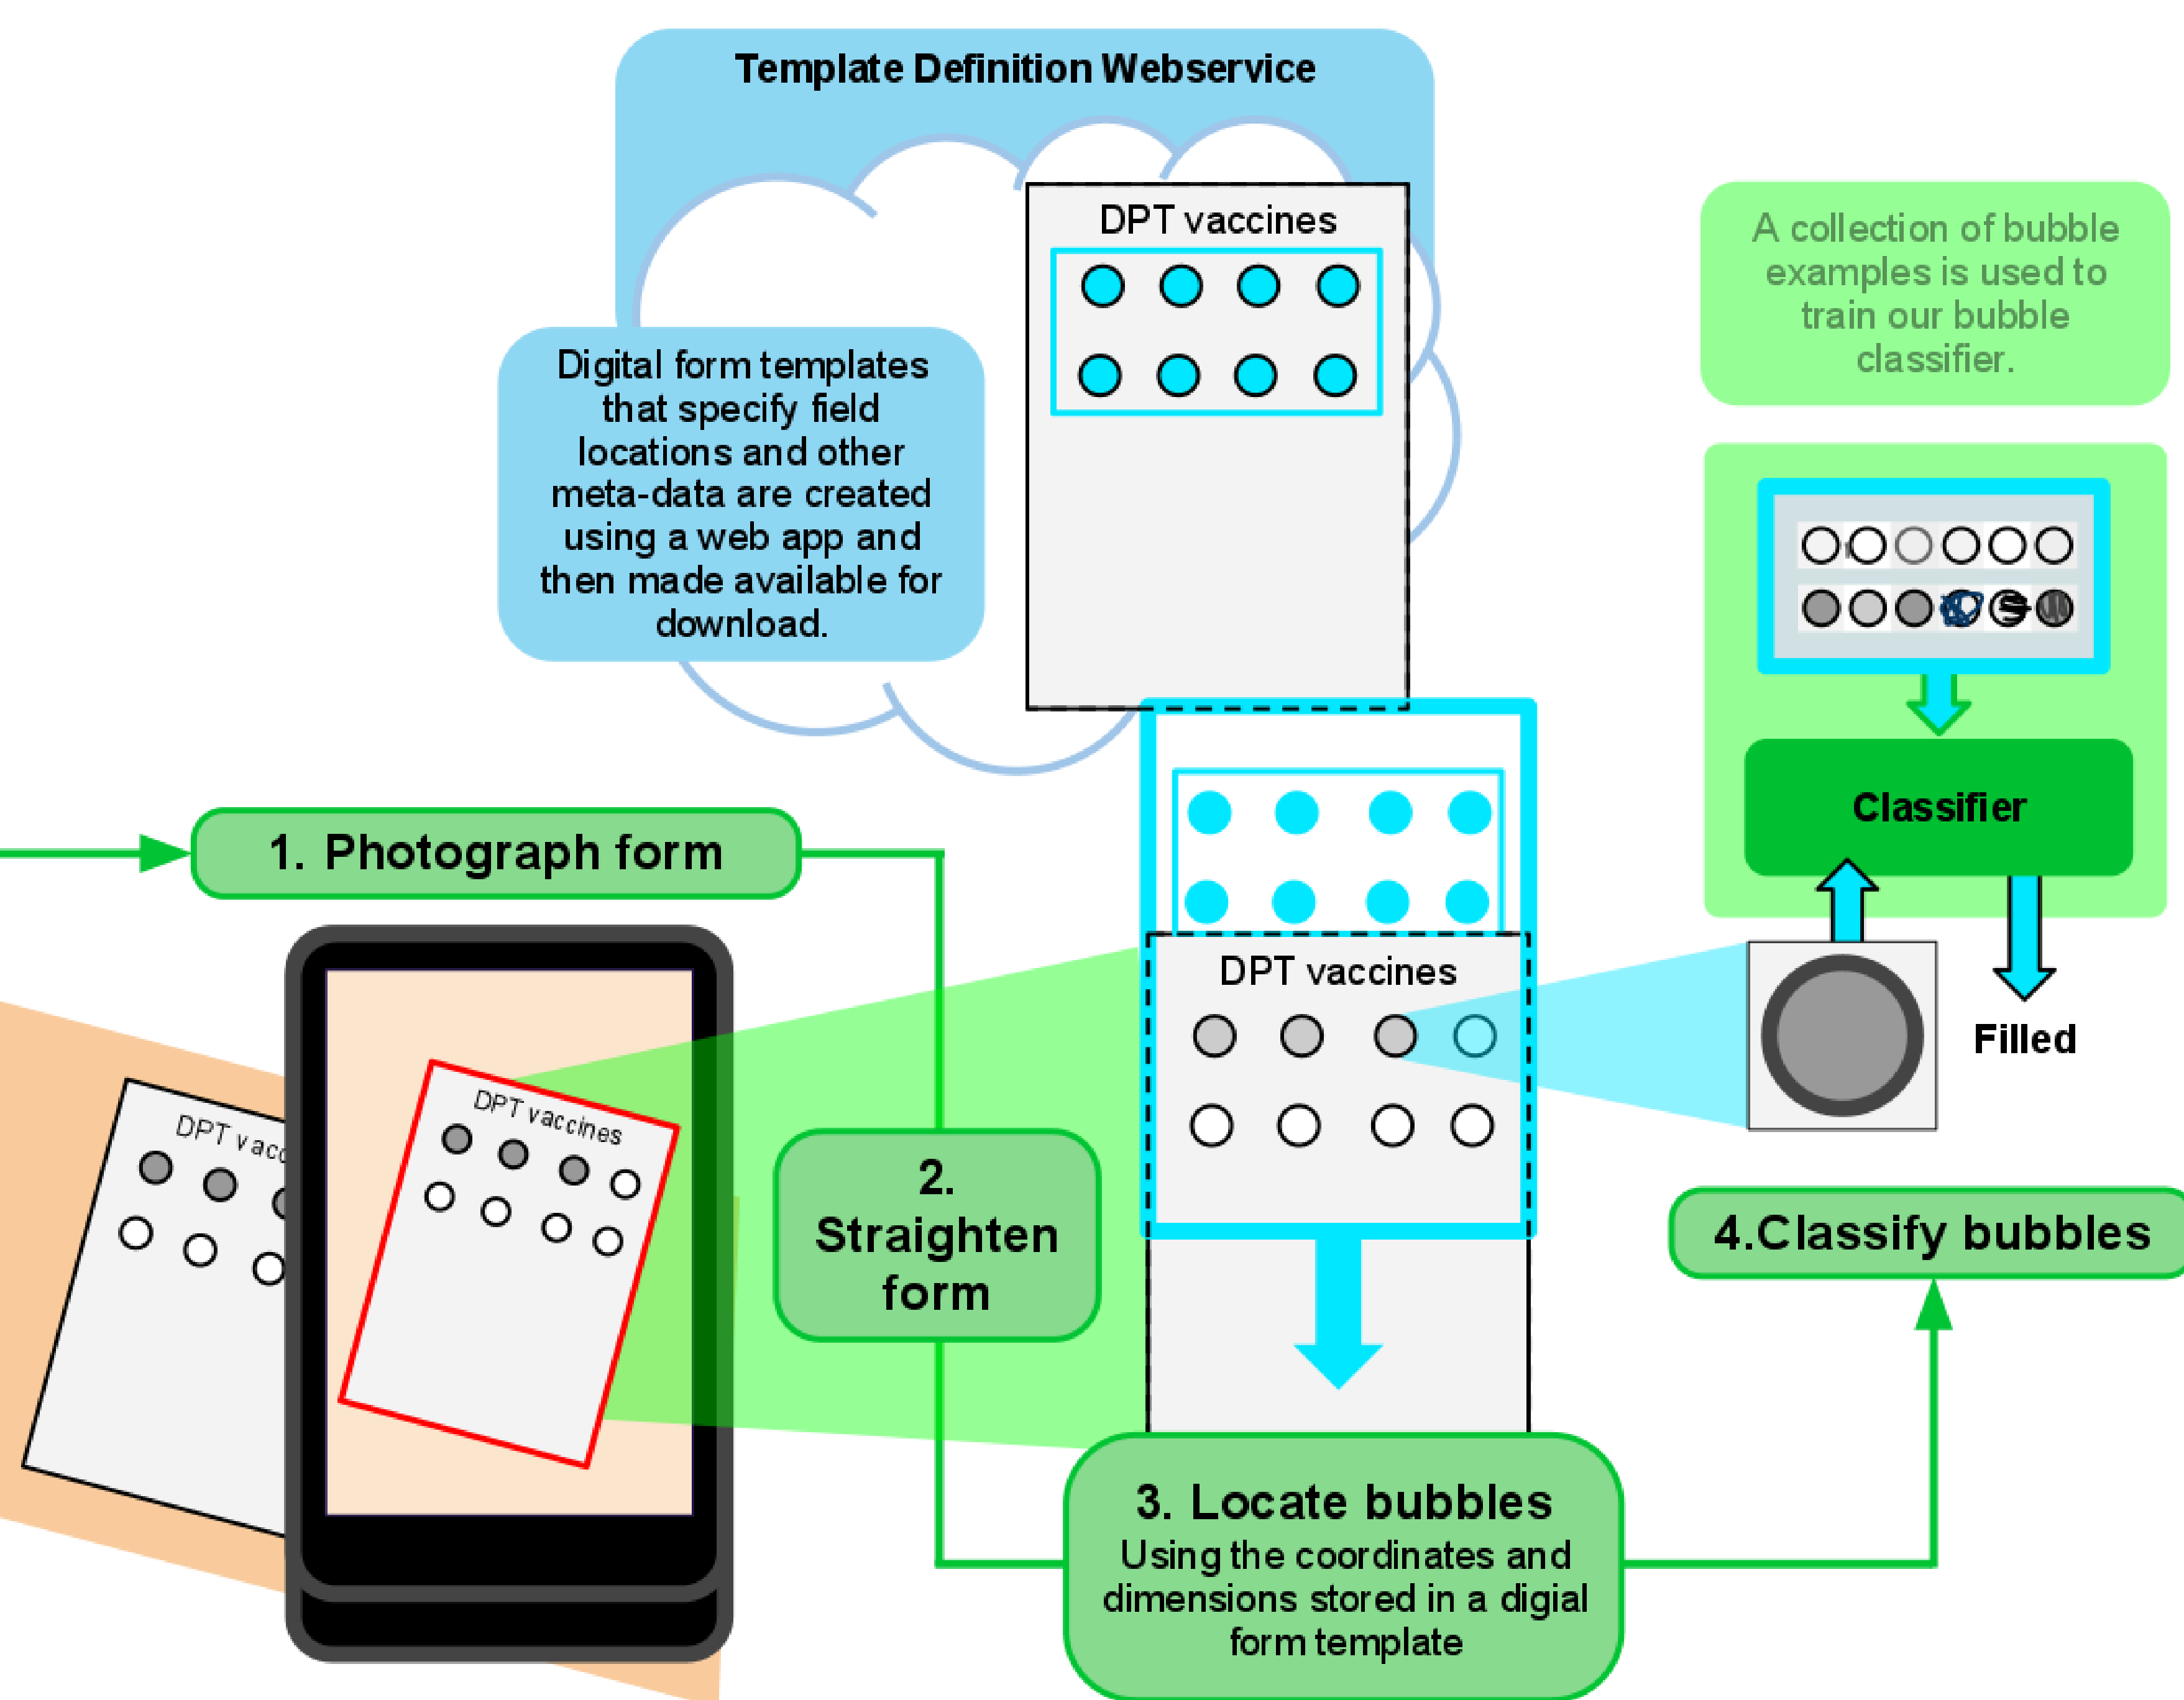 Template Definition Webservice
DPT vaccines
Digital form templates
that specify field
locations and other
meta-data are created
using a web app and
then made available for
download.
A collection of bubble
examples is used to
train our bubble
classifier.
Classifier
Filled
1. Photograph form
DPT vacc
DPT vaccines
2.
Straighten
form
DPT vaccines
3. Locate bubbles
Using the coordinates and
dimensions stored in a digial
form template
4.Classify bubbles